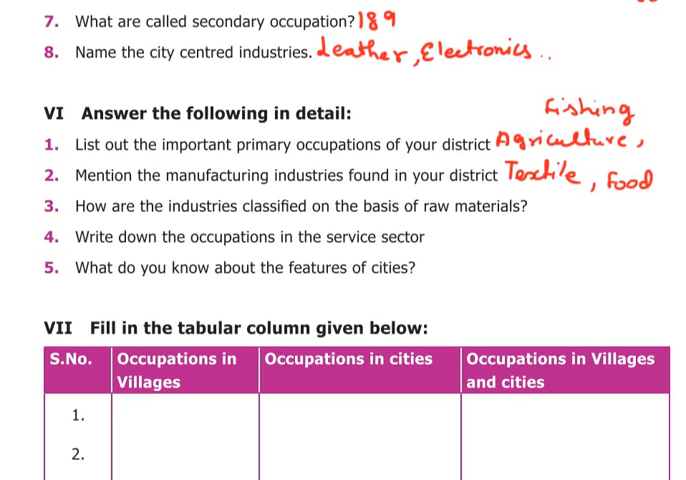 7. What are called secondary occupation? 189
8. Name the city centred industries. Leather, Electronics ..
VI Answer the following in detail: Fishing
1. List out the important primary occupations of your district Agriculture,
2. Mention the manufacturing industries found in your district Textile, Food
3. How are the industries classified on the basis of raw materials?
4. Write down the occupations in the service sector
5. What do you know about the features of cities?
VII Fill in the tabular column given below:
S.No. Occupations in Villages Occupations in cities Occupations in Villages and cities
1.
2.